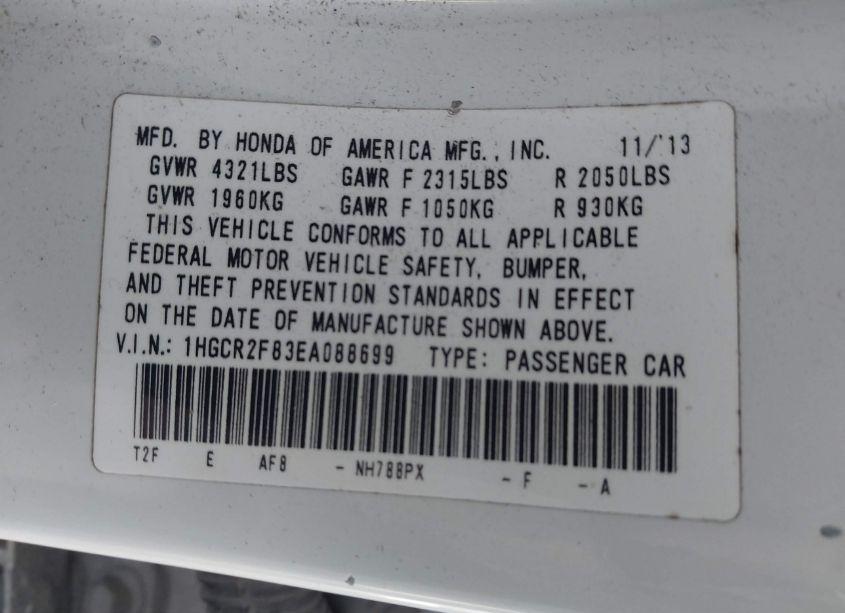 MFD. BY HONDA OF AMERICA MFG., INC. 11/'13
GVWR 4321LBS GAWR F 2315LBS R 2050LBS
GVWR 1960KG GAWR F 1050KG R 930KG
THIS VEHICLE CONFORMS TO ALL APPLICABLE
FEDERAL MOTOR VEHICLE SAFETY, BUMPER,
AND THEFT PREVENTION STANDARDS IN EFFECT
ON THE DATE OF MANUFACTURE SHOWN ABOVE.
V.I.N.: 1HGCR2F83EA088699 TYPE: PASSENGER CAR
T2F E AF8 - NH788PX - F - A